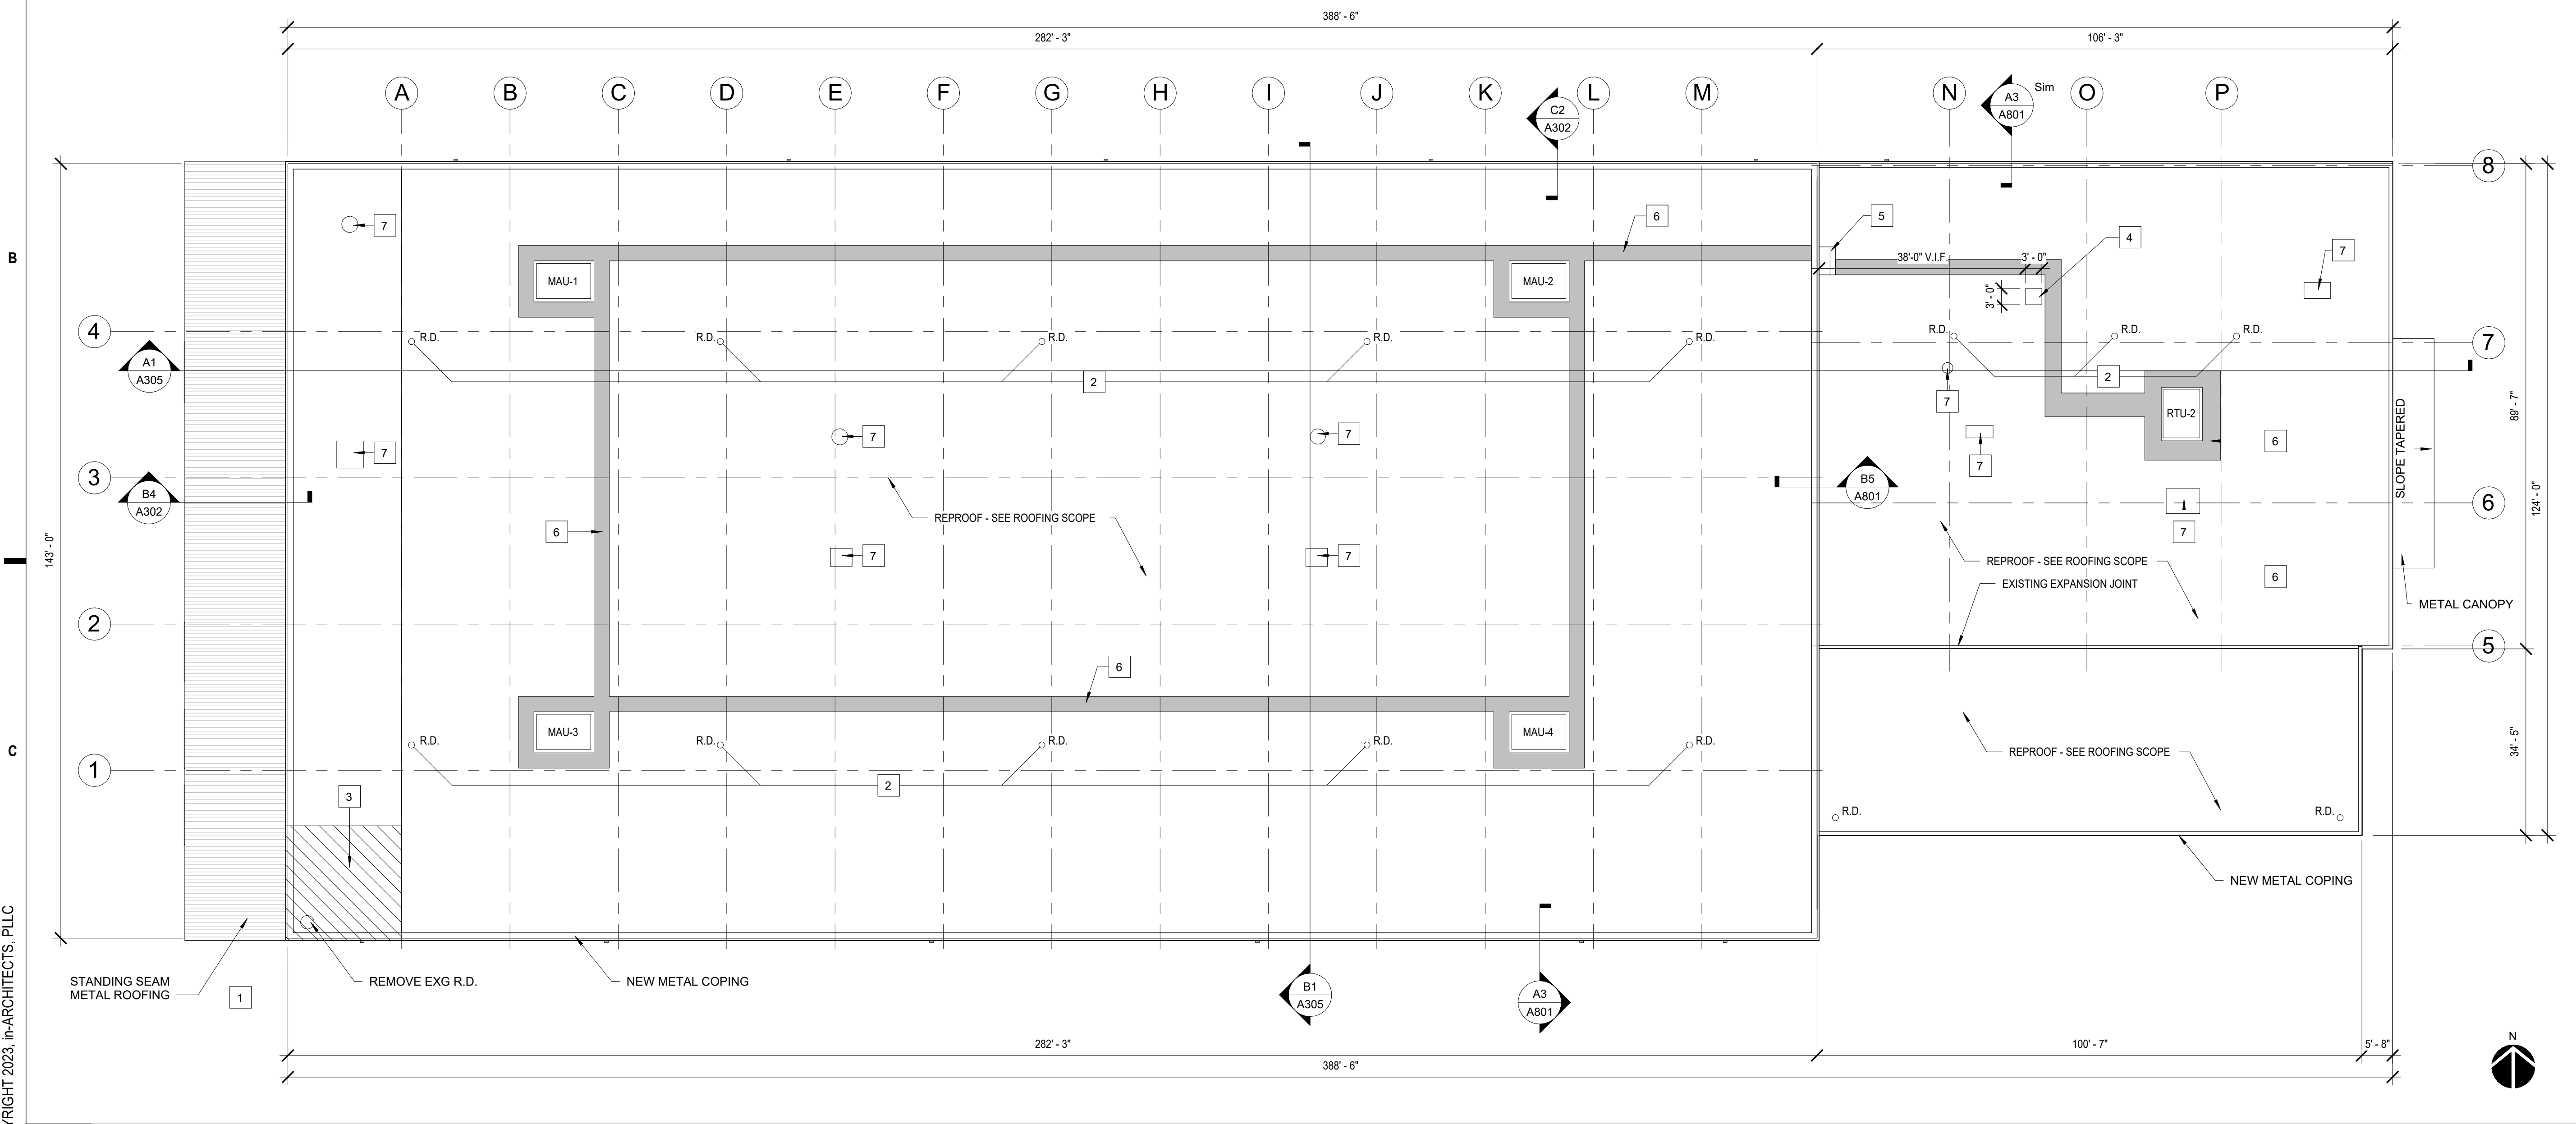 388' - 6"
282' - 3"
106' - 3"
A
B
C
D
E
F
G
H
I
J
K
L
M
N
O
P
C2
A302
A3
A801
Sim
8
7
5
6
4
7
B
MAU-1
MAU-2
38'-0" V.I.F.
3' - 0"
3' - 0"
4
R.D.
R.D.
R.D.
R.D.
R.D.
R.D.
R.D.
R.D.
7
A1
A305
2
2
7
RTU-2
SLOPE TAPERED
89' - 7"
7
7
7
6
7
3
B4
A302
B5
A801
7
6
124' - 0"
REPROOF - SEE ROOFING SCOPE
6
143' - 0"
7
7
REPROOF - SEE ROOFING SCOPE
EXISTING EXPANSION JOINT
6
METAL CANOPY
2
5
6
MAU-3
MAU-4
R.D.
R.D.
R.D.
R.D.
R.D.
C
REPROOF - SEE ROOFING SCOPE
34' - 5"
1
2
3
R.D.
R.D.
NEW METAL COPING
STANDING SEAM
METAL ROOFING
1
REMOVE EXG R.D.
NEW METAL COPING
B1
A305
A3
A801
282' - 3"
100' - 7"
5' - 8"
388' - 6"
N
YRIGHT 2023, in-ARCHITECTS, PLLC